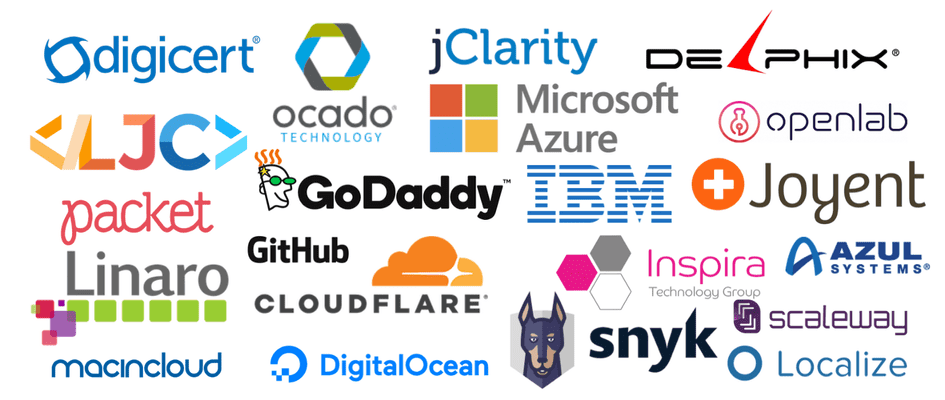 digicert®
ocado®
TECHNOLOGY
jClarity
DELPHIX®
<LJC>
Microsoft
Azure
openlab
GoDaddy™
IBM
Joyent
packet
GitHub
Linaro
CLOUDFLARE®
Inspira
Technology Group
AZUL
SYSTEMS®
scaleway
macincloud
DigitalOcean
snyk
Localize